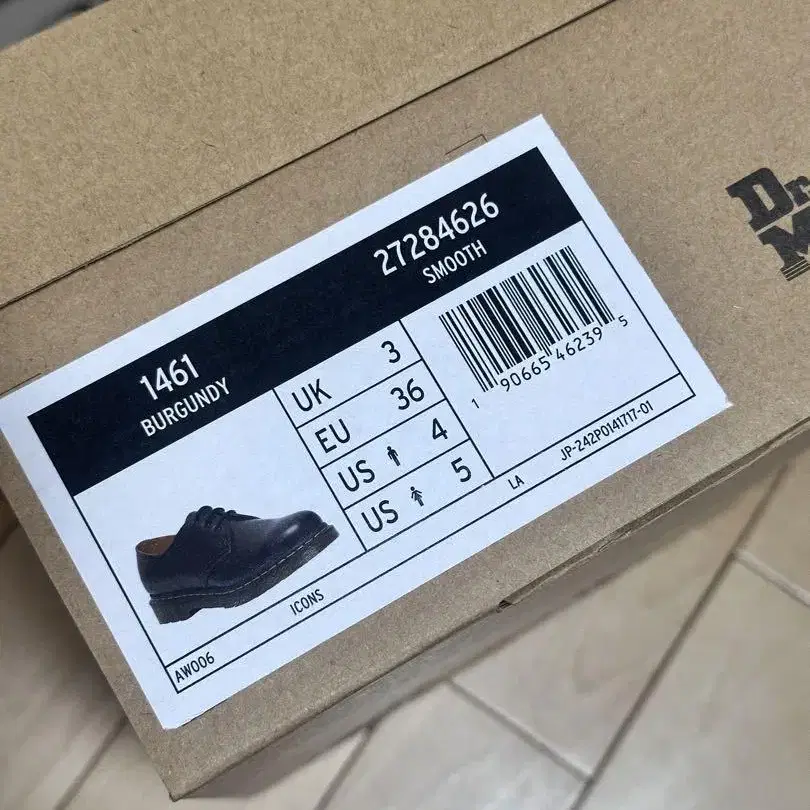 1461
BURGUNDY
27284626
SMOOTH
UK 3
EU 36
US 4
US 5
1 90665 46239 5
AW006
ICONS
LA
JP-242P0141717-01
Dr.
M